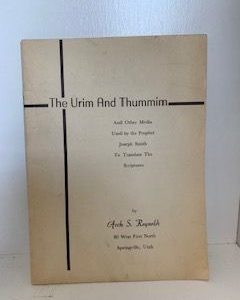 The Urim And Thummim
And Other Media
Used by the Prophet
Joseph Smith
To Translate The
Scriptures
by
Arch S. Reynolds
80 West First North
Springville, Utah